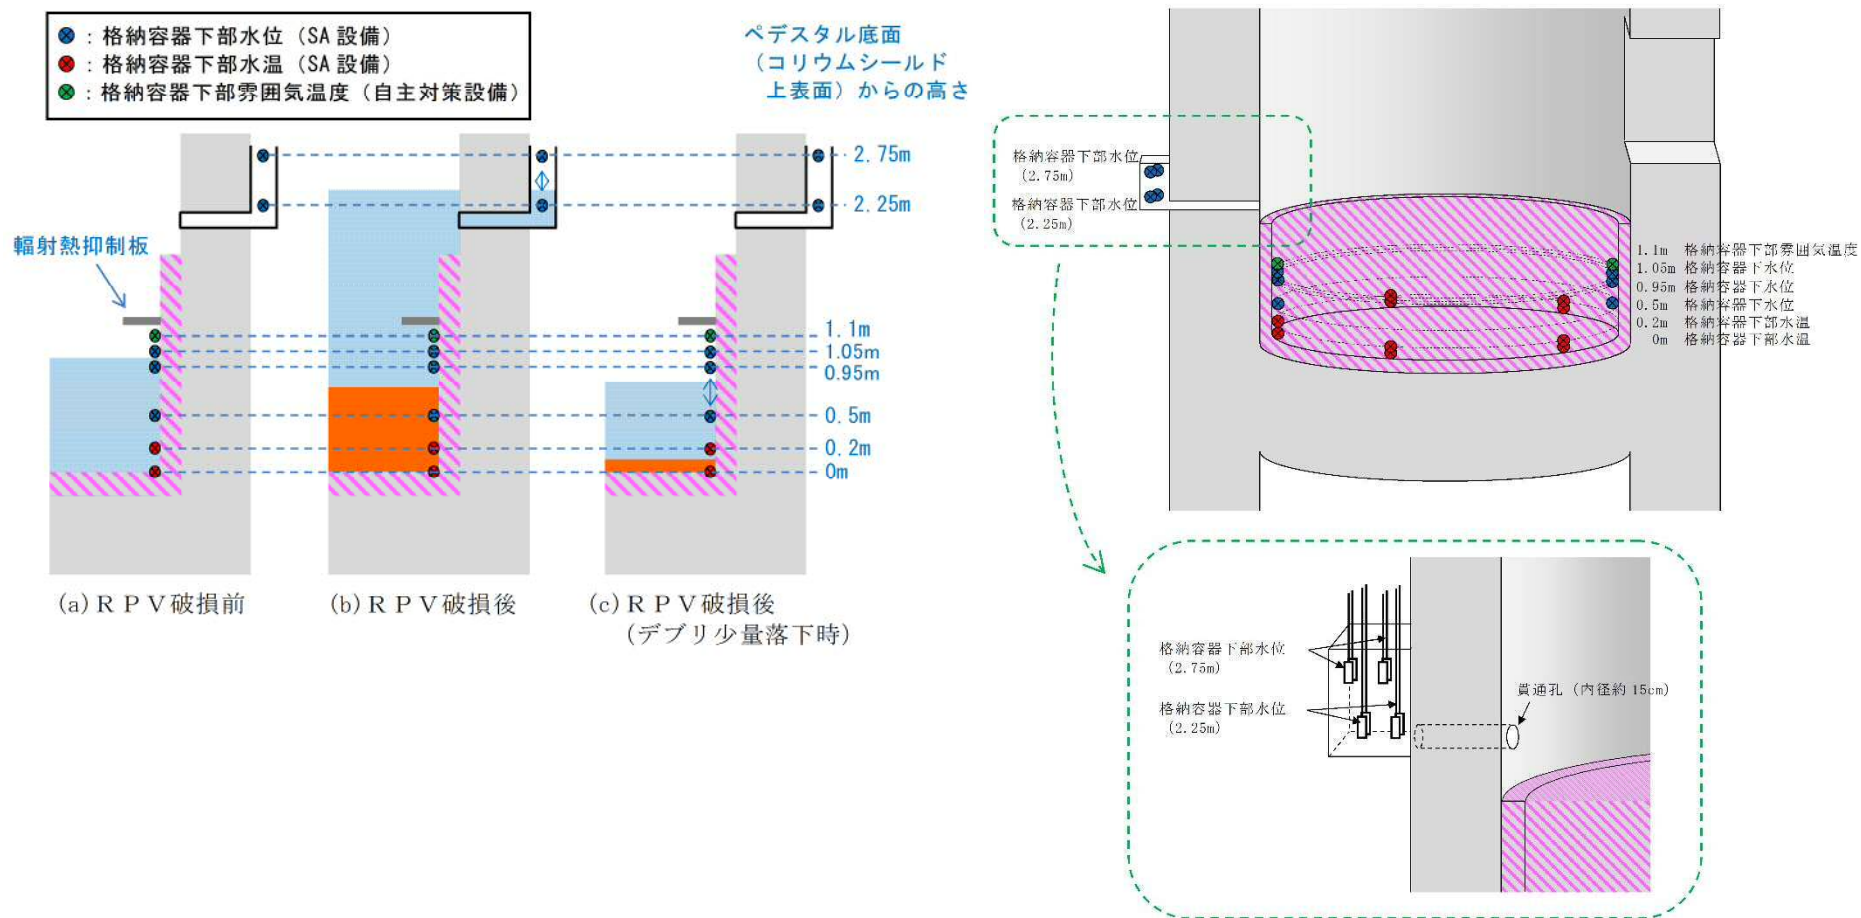 ：格納容器下部水位（SA 設備）
：格納容器下部水温（SA 設備）
：格納容器下部雰囲気温度（自主対策設備）
ペデスタル底面
（コリウムシールド
上表面）からの高さ
2.75m
2.25m
輻射熱抑制板
1.1m
1.05m
0.95m
0.5m
0.2m
0m
(a)ＲＰＶ破損前
(b)ＲＰＶ破損後
(c)ＲＰＶ破損後
（デブリ少量落下時）
格納容器下部水位
(2.75m)
格納容器下部水位
(2.25m)
1.1m 格納容器下部雰囲気温度
1.05m 格納容器下水位
0.95m 格納容器下水位
0.5m 格納容器下水位
0.2m 格納容器下部水温
0m 格納容器下部水温
格納容器下部水位
(2.75m)
格納容器下部水位
(2.25m)
貫通孔（内径約15cm）